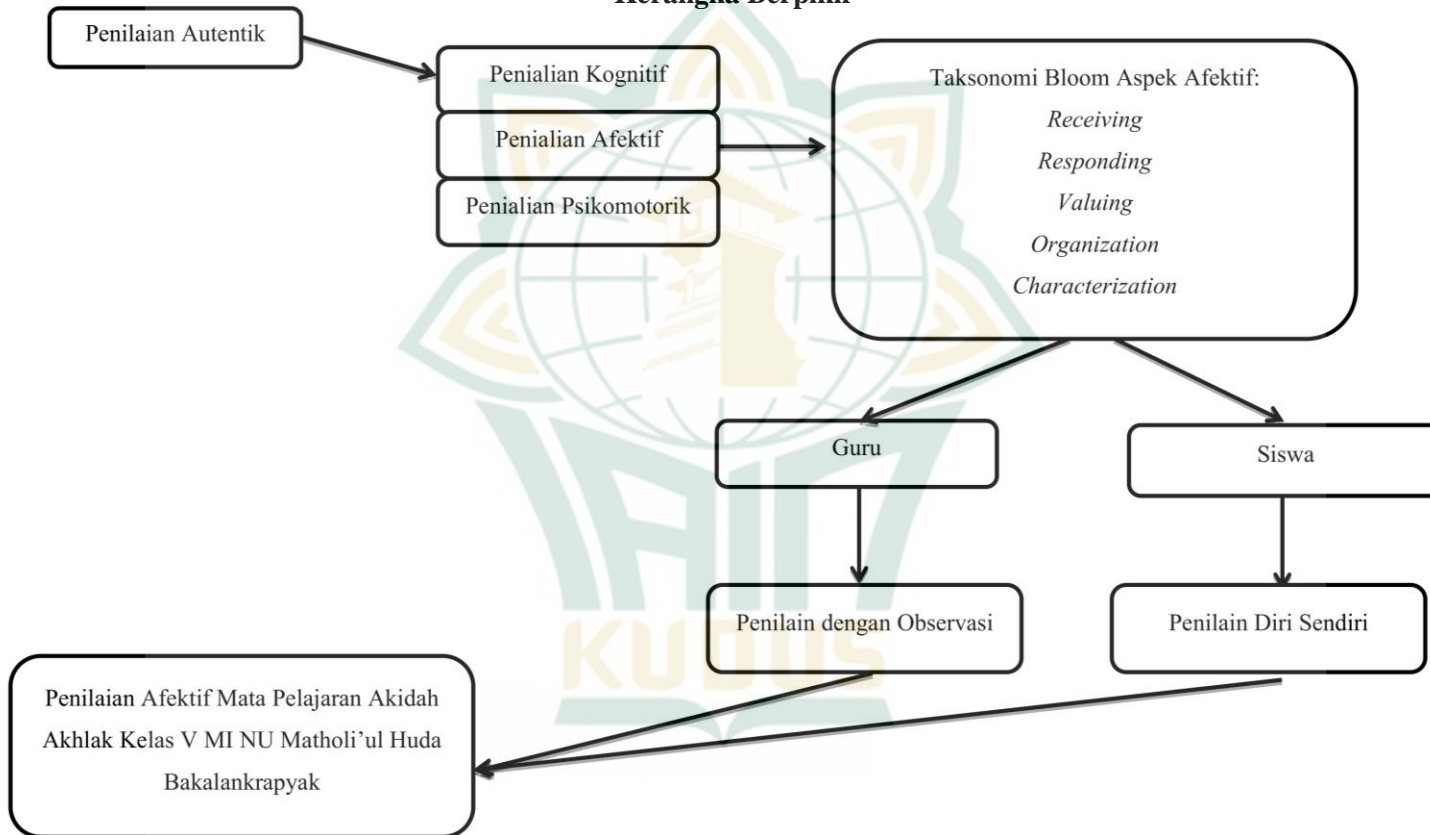 Kerangka Berpikir
Penilaian Autentik
Penialian Kognitif
Penialian Afektif
Penialian Psikomotorik
Taksonomi Bloom Aspek Afektif:
Receiving
Responding
Valuing
Organization
Characterization
Guru
Siswa
Penilain dengan Observasi
Penilain Diri Sendiri
Penilaian Afektif Mata Pelajaran Akidah
Akhlak Kelas V MI NU Matholi’ul Huda
Bakalankrapyak
IAIN
KUDUS